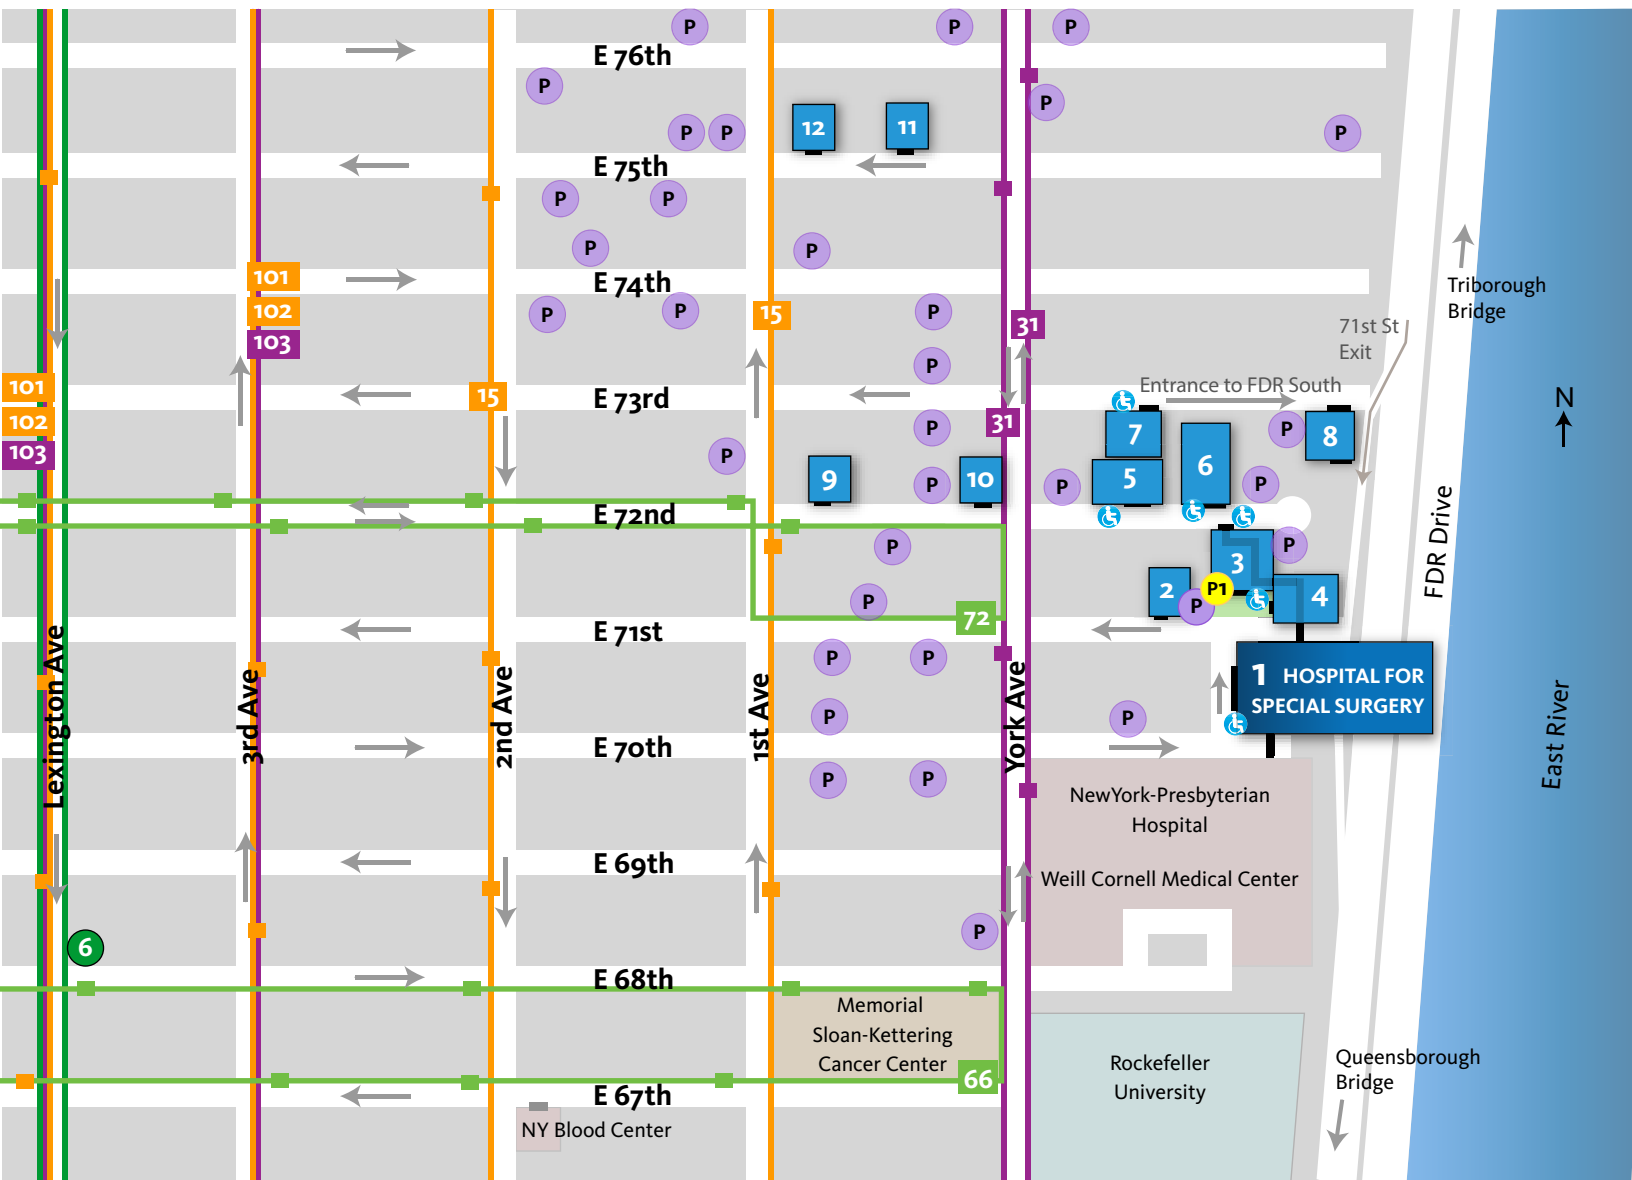 P
P
P
E 76th
P
12
11
P
P
P
P
E 75th
P
P
P
P
101
E 74th
Triborough
Bridge
102
P
P
15
P
31
71st St
Exit
103
P
101
E 73rd
15
Entrance to FDR South
N
102
31
103
P
P
7
P
8
9
P
10
P
5
6
P
E 72nd
FDR Drive
P
3
P
P
72
2
P
P1
4
E 71st
P
P
1 HOSPITAL FOR
SPECIAL SURGERY
Lexington Ave
3rd Ave
2nd Ave
1st Ave
York Ave
East River
P
P
E 70th
P
P
NewYork-Presbyterian
Hospital
E 69th
Weill Cornell Medical Center
6
P
E 68th
Memorial
Sloan-Kettering
Cancer Center
66
Rockefeller
University
Queensborough
Bridge
E 67th
NY Blood Center